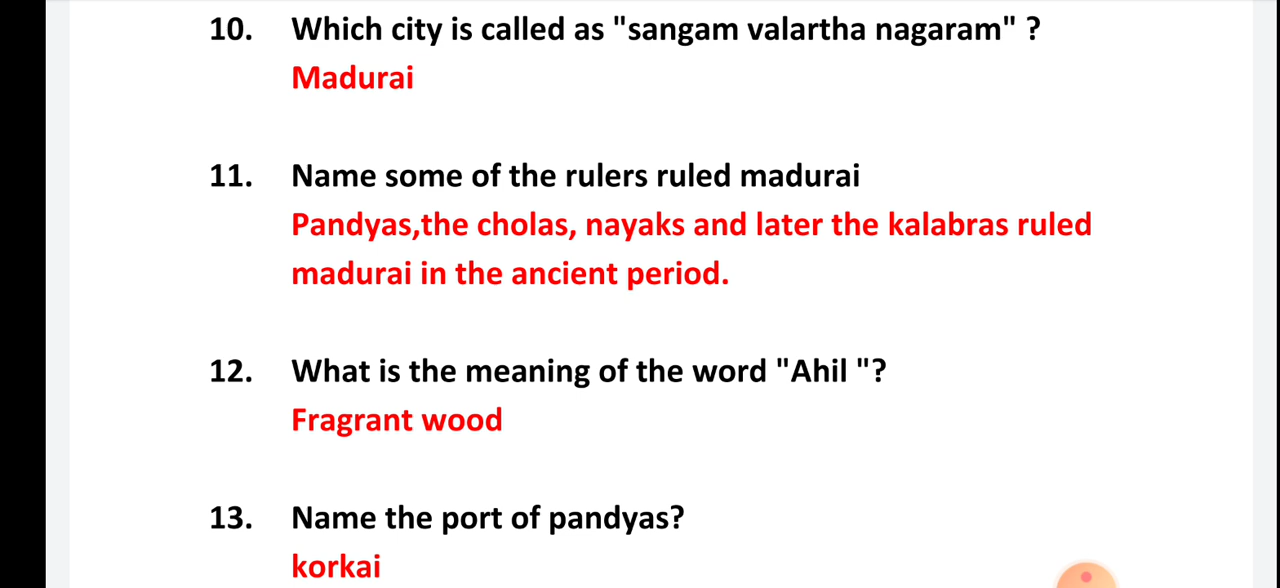 10. Which city is called as "sangam valartha nagaram" ?
Madurai
11. Name some of the rulers ruled madurai
Pandyas,the cholas, nayaks and later the kalabras ruled
madurai in the ancient period.
12. What is the meaning of the word "Ahil "?
Fragrant wood
13. Name the port of pandyas?
korkai